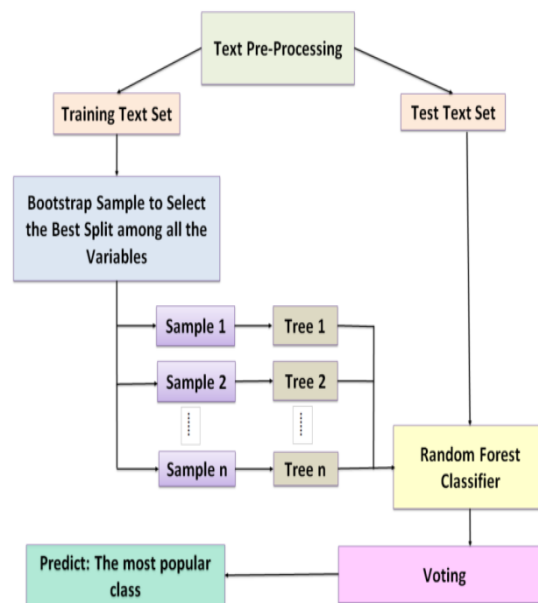 Text Pre-Processing
Training Text Set
Test Text Set
Bootstrap Sample to Select
the Best Split among all the
Variables
Sample 1
Tree 1
Sample 2
Tree 2
Sample n
Tree n
Random Forest
Classifier
Voting
Predict: The most popular
class